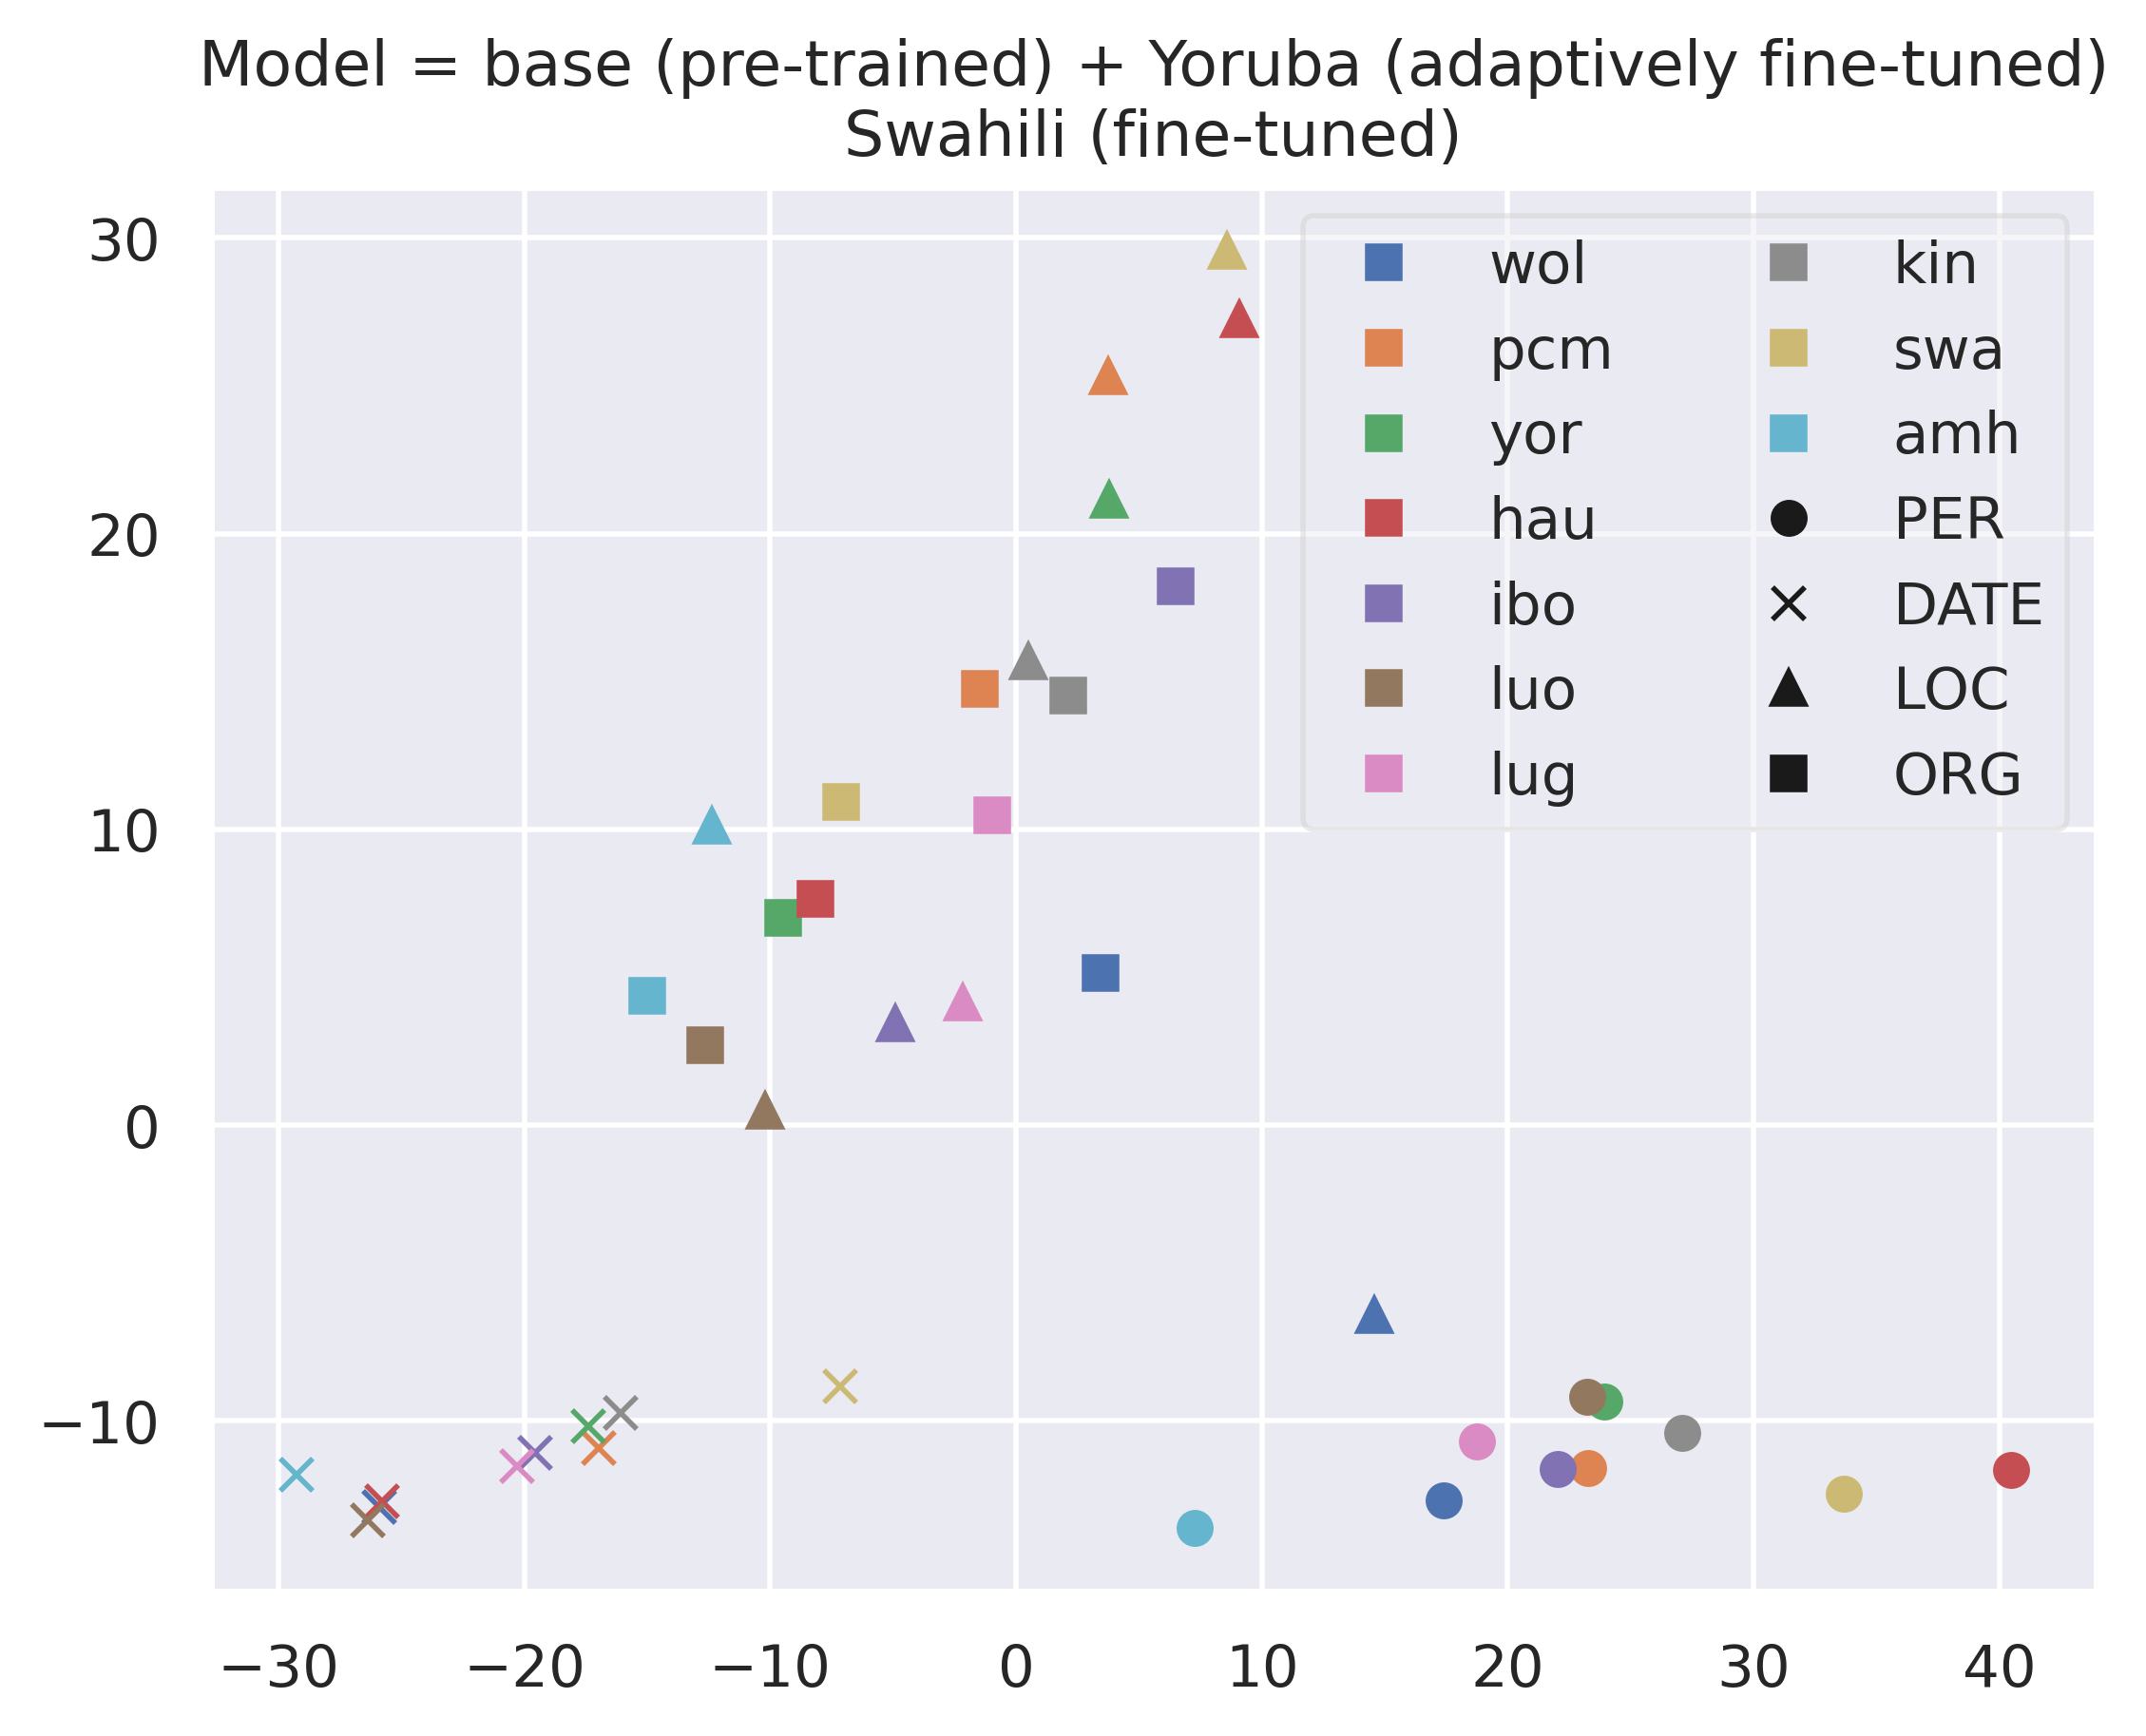 Model = base (pre-trained) + Yoruba (adaptively fine-tuned)
Swahili (fine-tuned)
30
20
10
0
−10
−30 −20 −10 0 10 20 30 40
wol
pcm
yor
hau
ibo
luo
lug
kin
swa
amh
PER
DATE
LOC
ORG